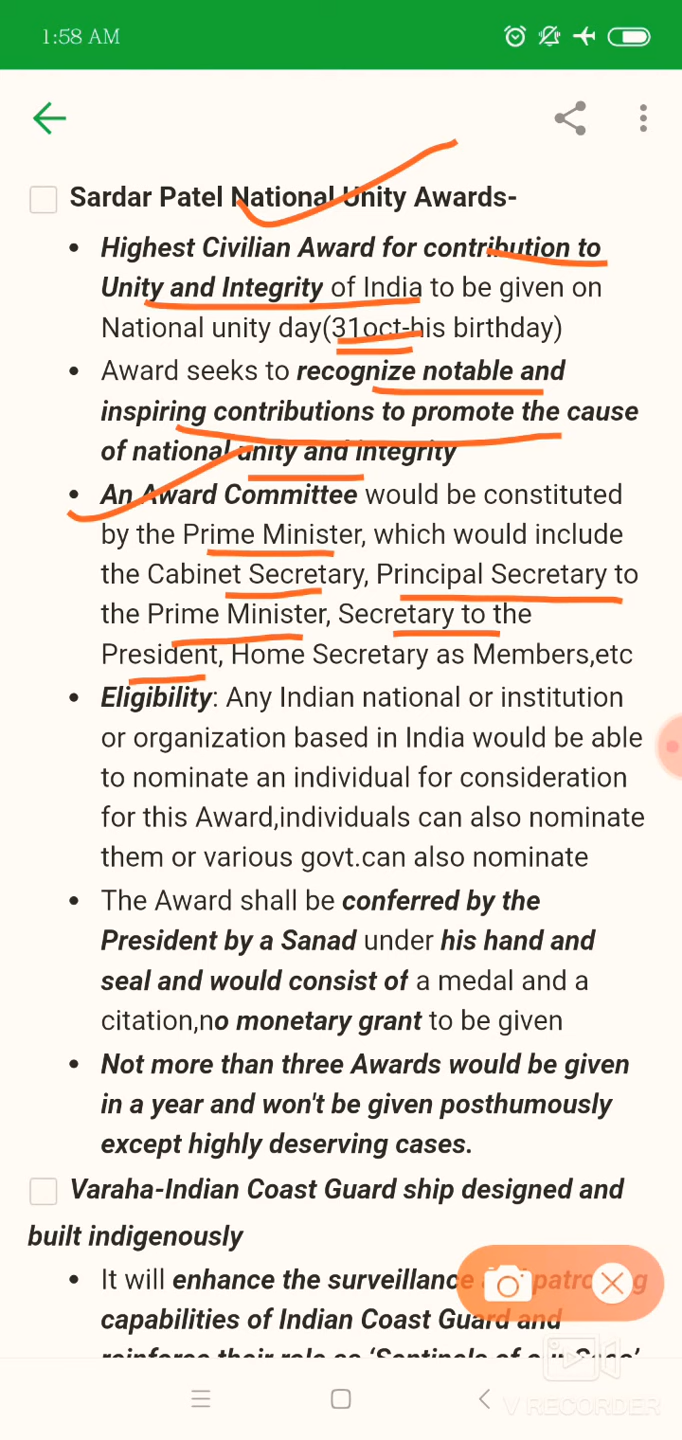 1:58 AM
Sardar Patel National Unity Awards-
Highest Civilian Award for contribution to
Unity and Integrity of India to be given on
National unity day(31oct-his birthday)
Award seeks to recognize notable and
inspiring contributions to promote the cause
of national unity and integrity
An Award Committee would be constituted
by the Prime Minister, which would include
the Cabinet Secretary, Principal Secretary to
the Prime Minister, Secretary to the
President, Home Secretary as Members,etc
Eligibility: Any Indian national or institution
or organization based in India would be able
to nominate an individual for consideration
for this Award,individuals can also nominate
them or various govt.can also nominate
The Award shall be conferred by the
President by a Sanad under his hand and
seal and would consist of a medal and a
citation,no monetary grant to be given
Not more than three Awards would be given
in a year and won't be given posthumously
except highly deserving cases.
Varaha-Indian Coast Guard ship designed and
built indigenously
It will enhance the surveillance
capabilities of Indian Coast Guard and
reinforce their role as 'Sentinels of our Seas'
V RECORDER